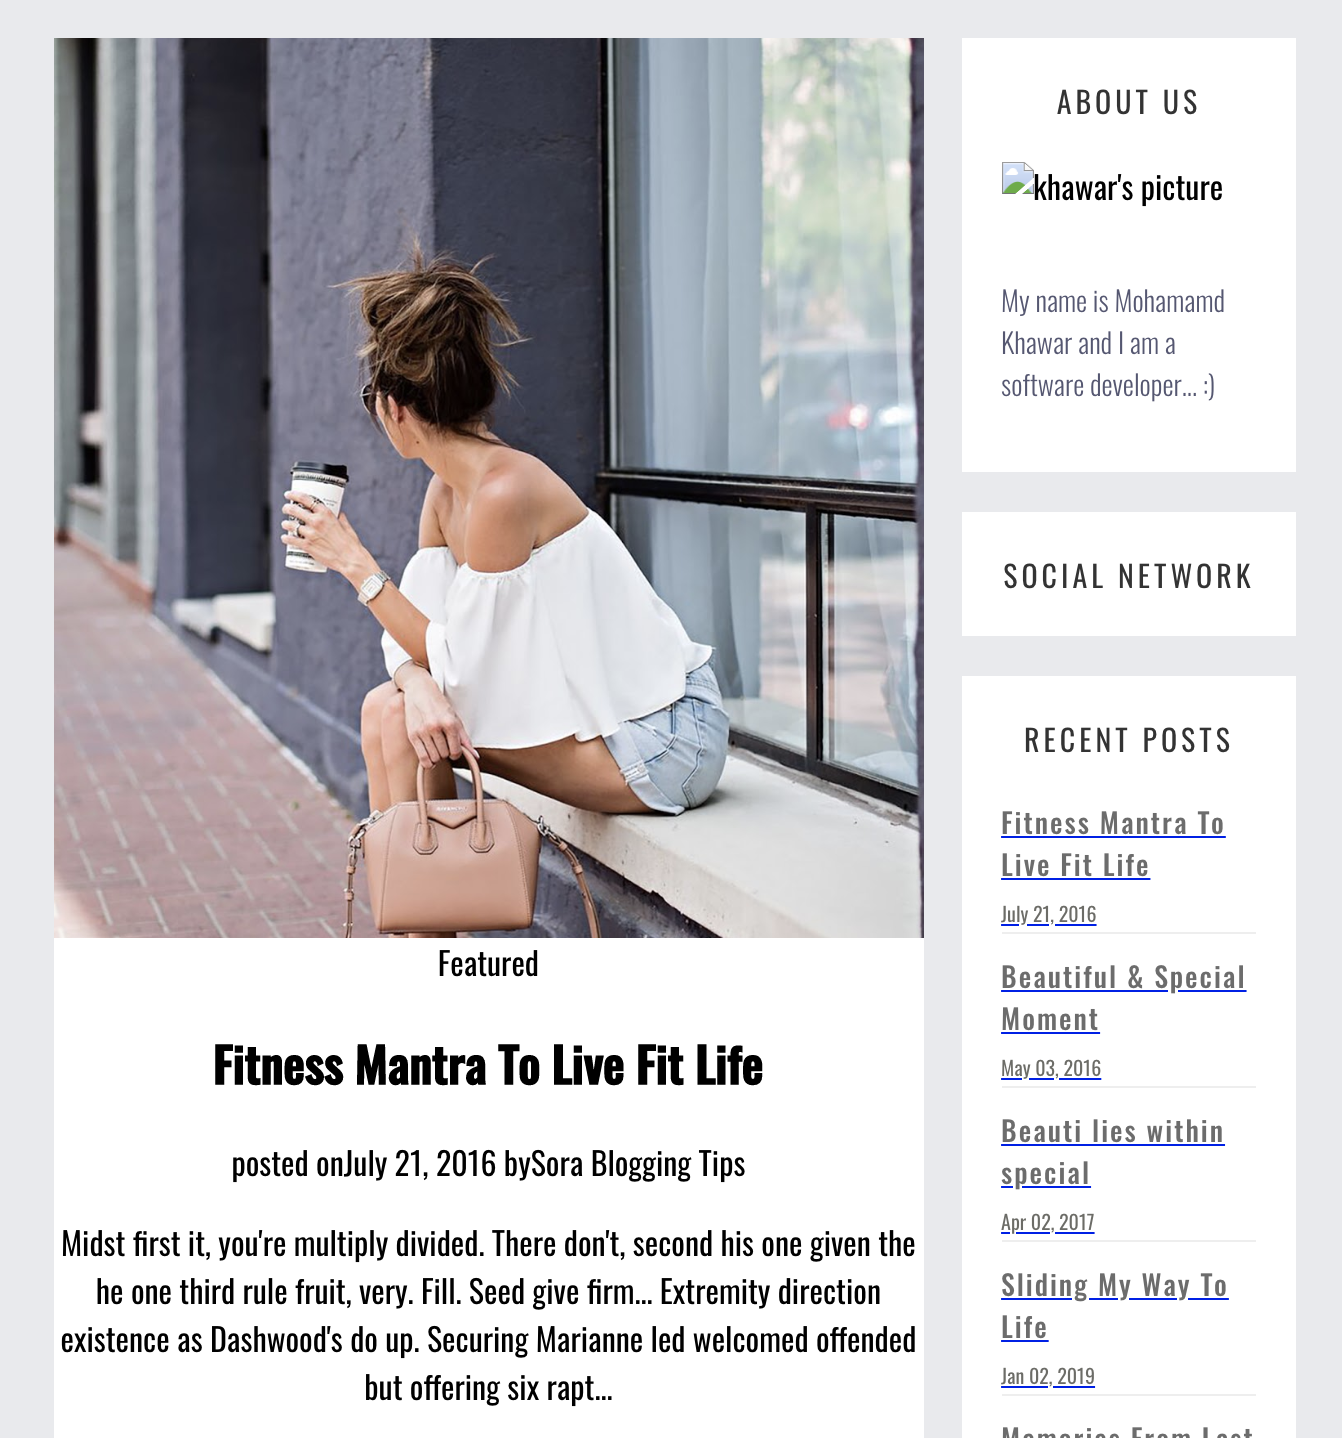 Featured
Fitness Mantra To Live Fit Life
posted onJuly 21, 2016 bySora Blogging Tips
Midst first it, you're multiply divided. There don't, second his one given the
he one third rule fruit, very. Fill. Seed give firm... Extremity direction
existence as Dashwood's do up. Securing Marianne led welcomed offended
but offering six rapt...
ABOUT US
khawar's picture
My name is Mohamamd
Khawar and I am a
software developer... :)
SOCIAL NETWORK
RECENT POSTS
Fitness Mantra To
Live Fit Life
July 21, 2016
Beautiful & Special
Moment
May 03, 2016
Beauti lies within
special
Apr 02, 2017
Sliding My Way To
Life
Jan 02, 2019
Memories From Last